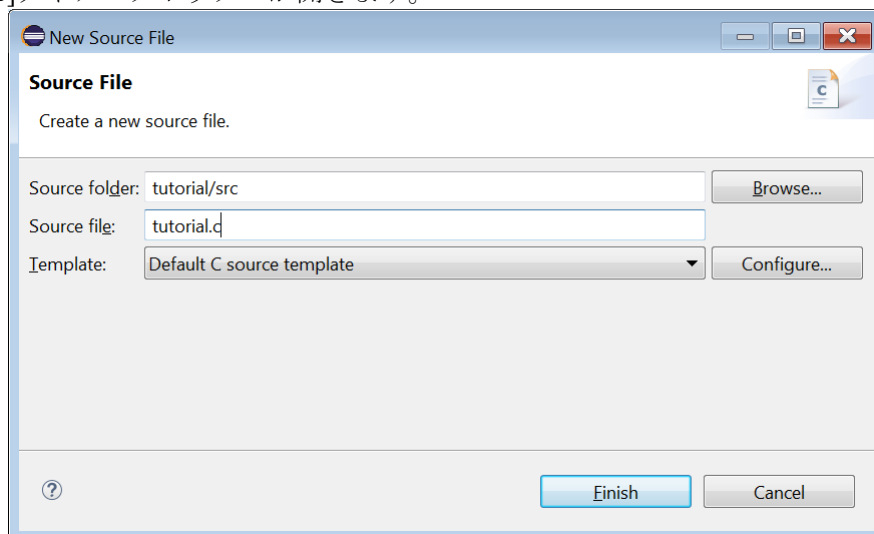 New Source File
Source File
Create a new source file.
Source folder: tutorial/src Browse...
Source file: tutorial.c
Template: Default C source template Configure...
Finish Cancel